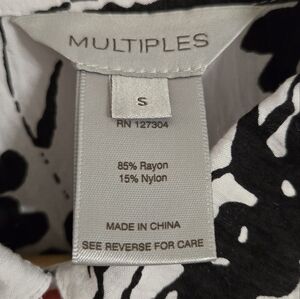 MULTIPLES
S
RN 127304
85% Rayon
15% Nylon
MADE IN CHINA
SEE REVERSE FOR CARE